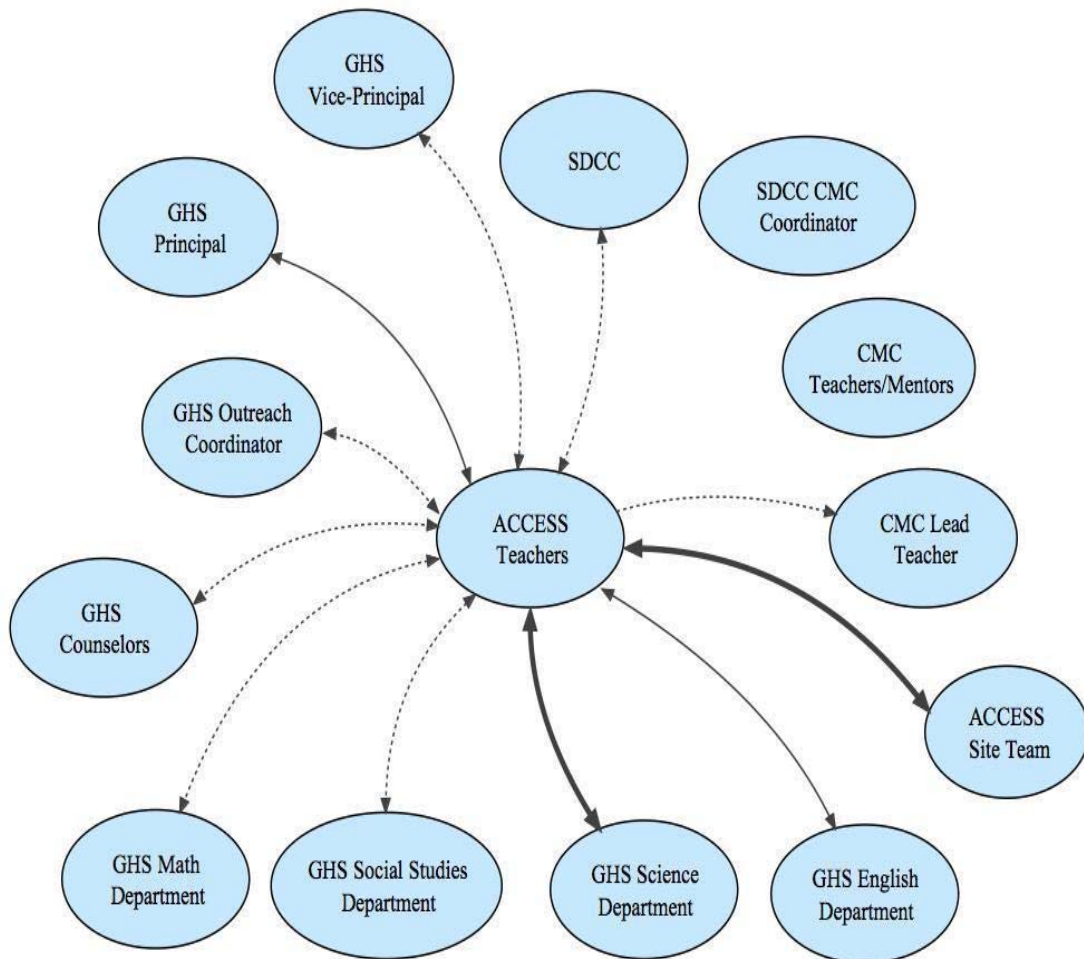 GHS
Vice-Principal
SDCC
SDCC CMC
Coordinator
GHS
Principal
CMC
Teachers/Mentors
GHS Outreach
Coordinator
ACCESS
Teachers
CMC Lead
Teacher
GHS
Counselors
ACCESS
Site Team
GHS Math
Department
GHS Social Studies
Department
GHS Science
Department
GHS English
Department